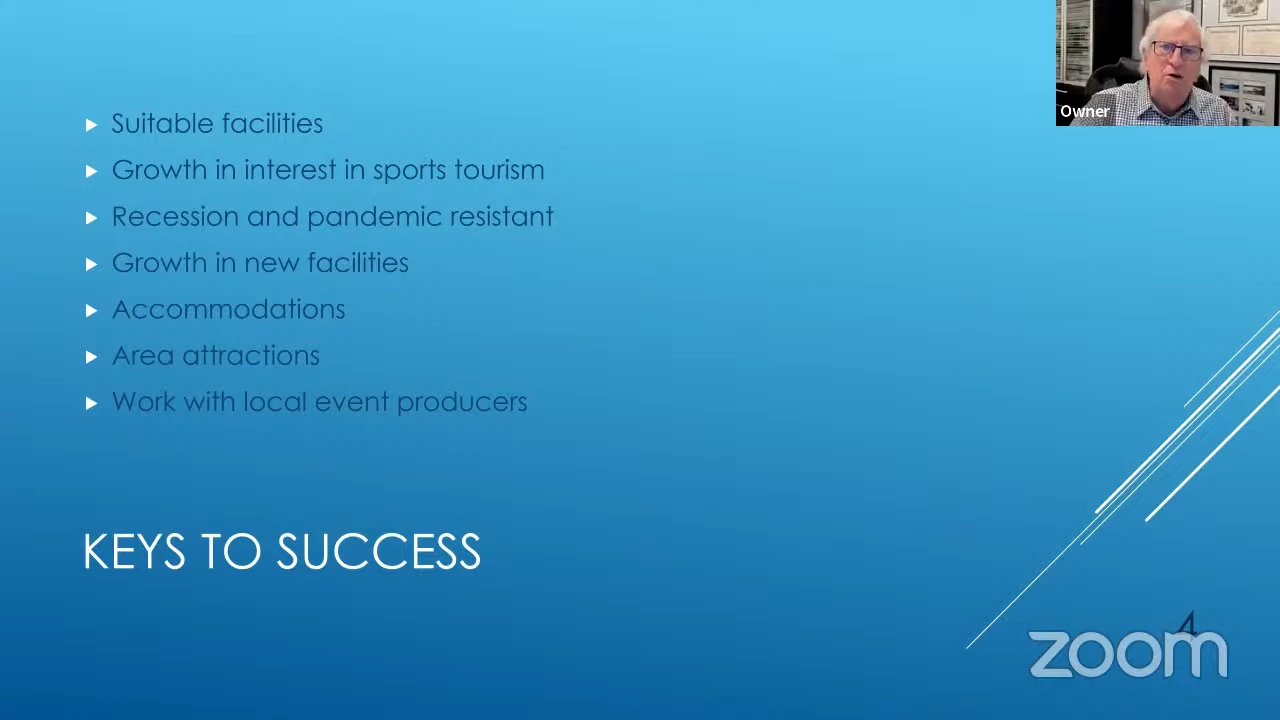 Suitable facilities
Growth in interest in sports tourism
Recession and pandemic resistant
Growth in new facilities
Accommodations
Area attractions
Work with local event producers
KEYS TO SUCCESS
Owner
4
zoom